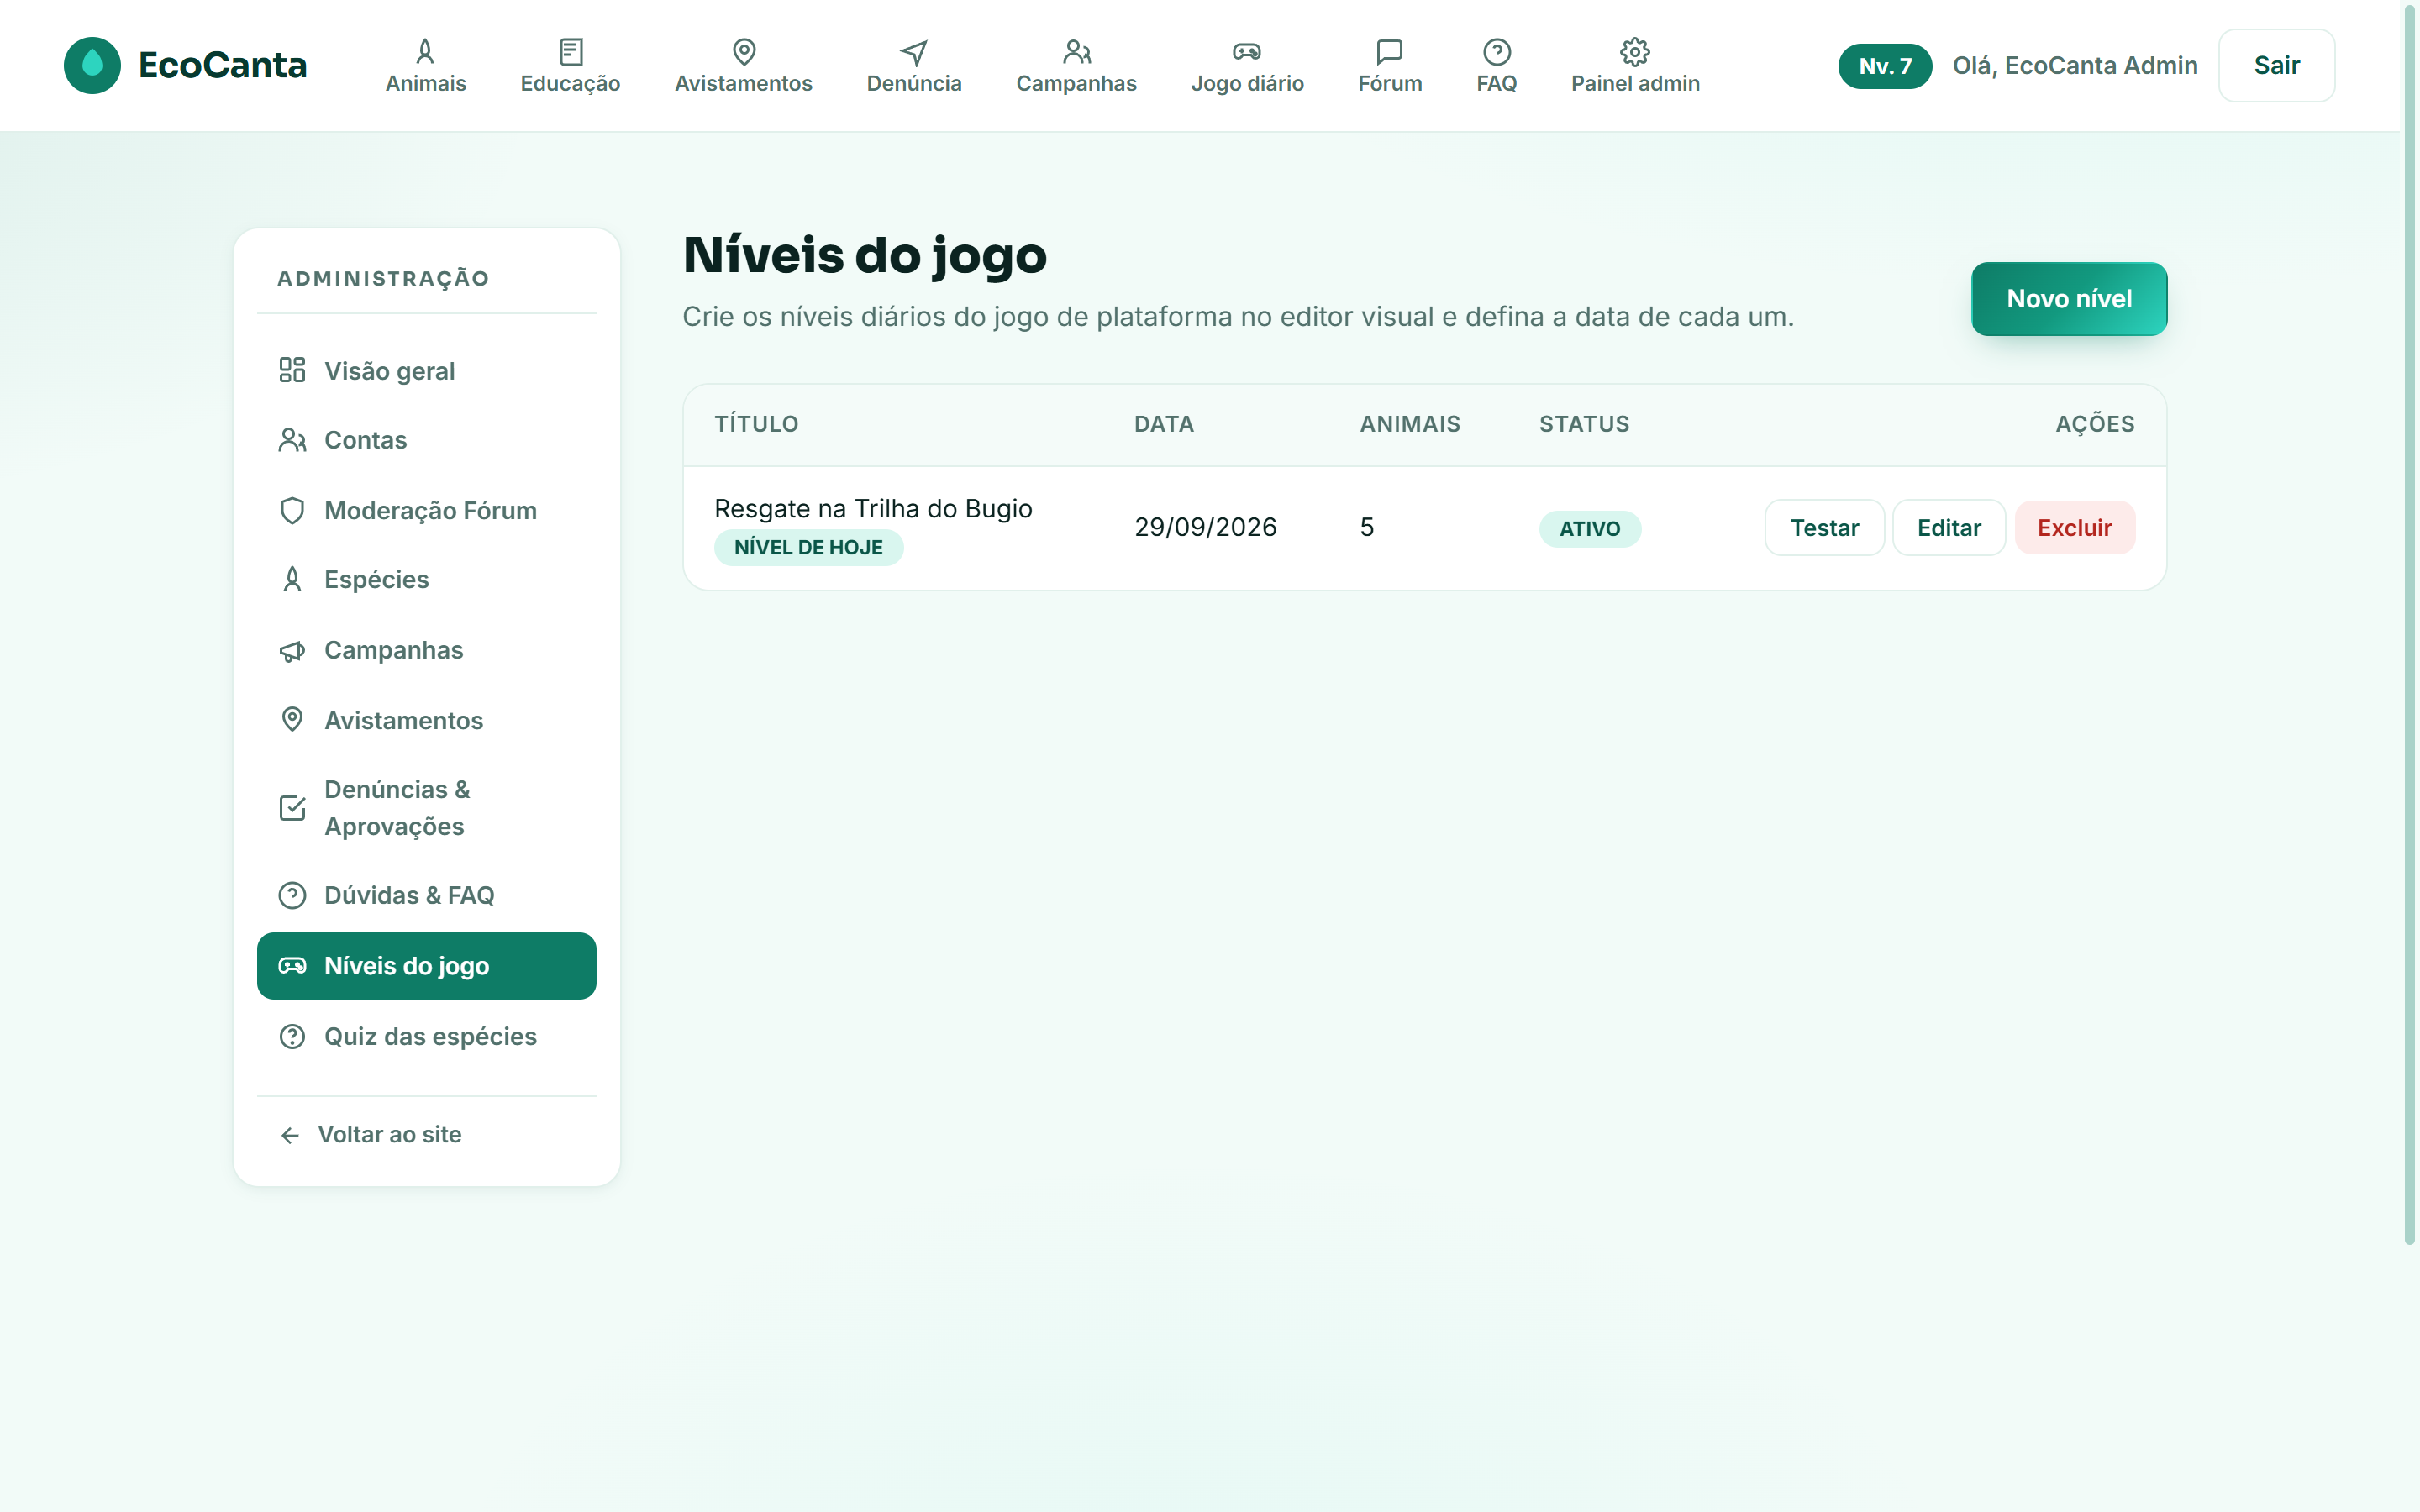 EcoCanta
Animais
Educação
Avistamentos
Denúncia
Campanhas
Jogo diário
Fórum
FAQ
Painel admin
Nv. 7
Olá, EcoCanta Admin
Sair
ADMINISTRAÇÃO
Visão geral
Contas
Moderação Fórum
Espécies
Campanhas
Avistamentos
Denúncias &
Aprovações
Dúvidas & FAQ
Níveis do jogo
Quiz das espécies
Voltar ao site
Níveis do jogo
Crie os níveis diários do jogo de plataforma no editor visual e defina a data de cada um.
Novo nível
TÍTULO DATA ANIMAIS STATUS AÇÕES
Resgate na Trilha do Bugio
NÍVEL DE HOJE
29/09/2026
5
ATIVO
Testar
Editar
Excluir